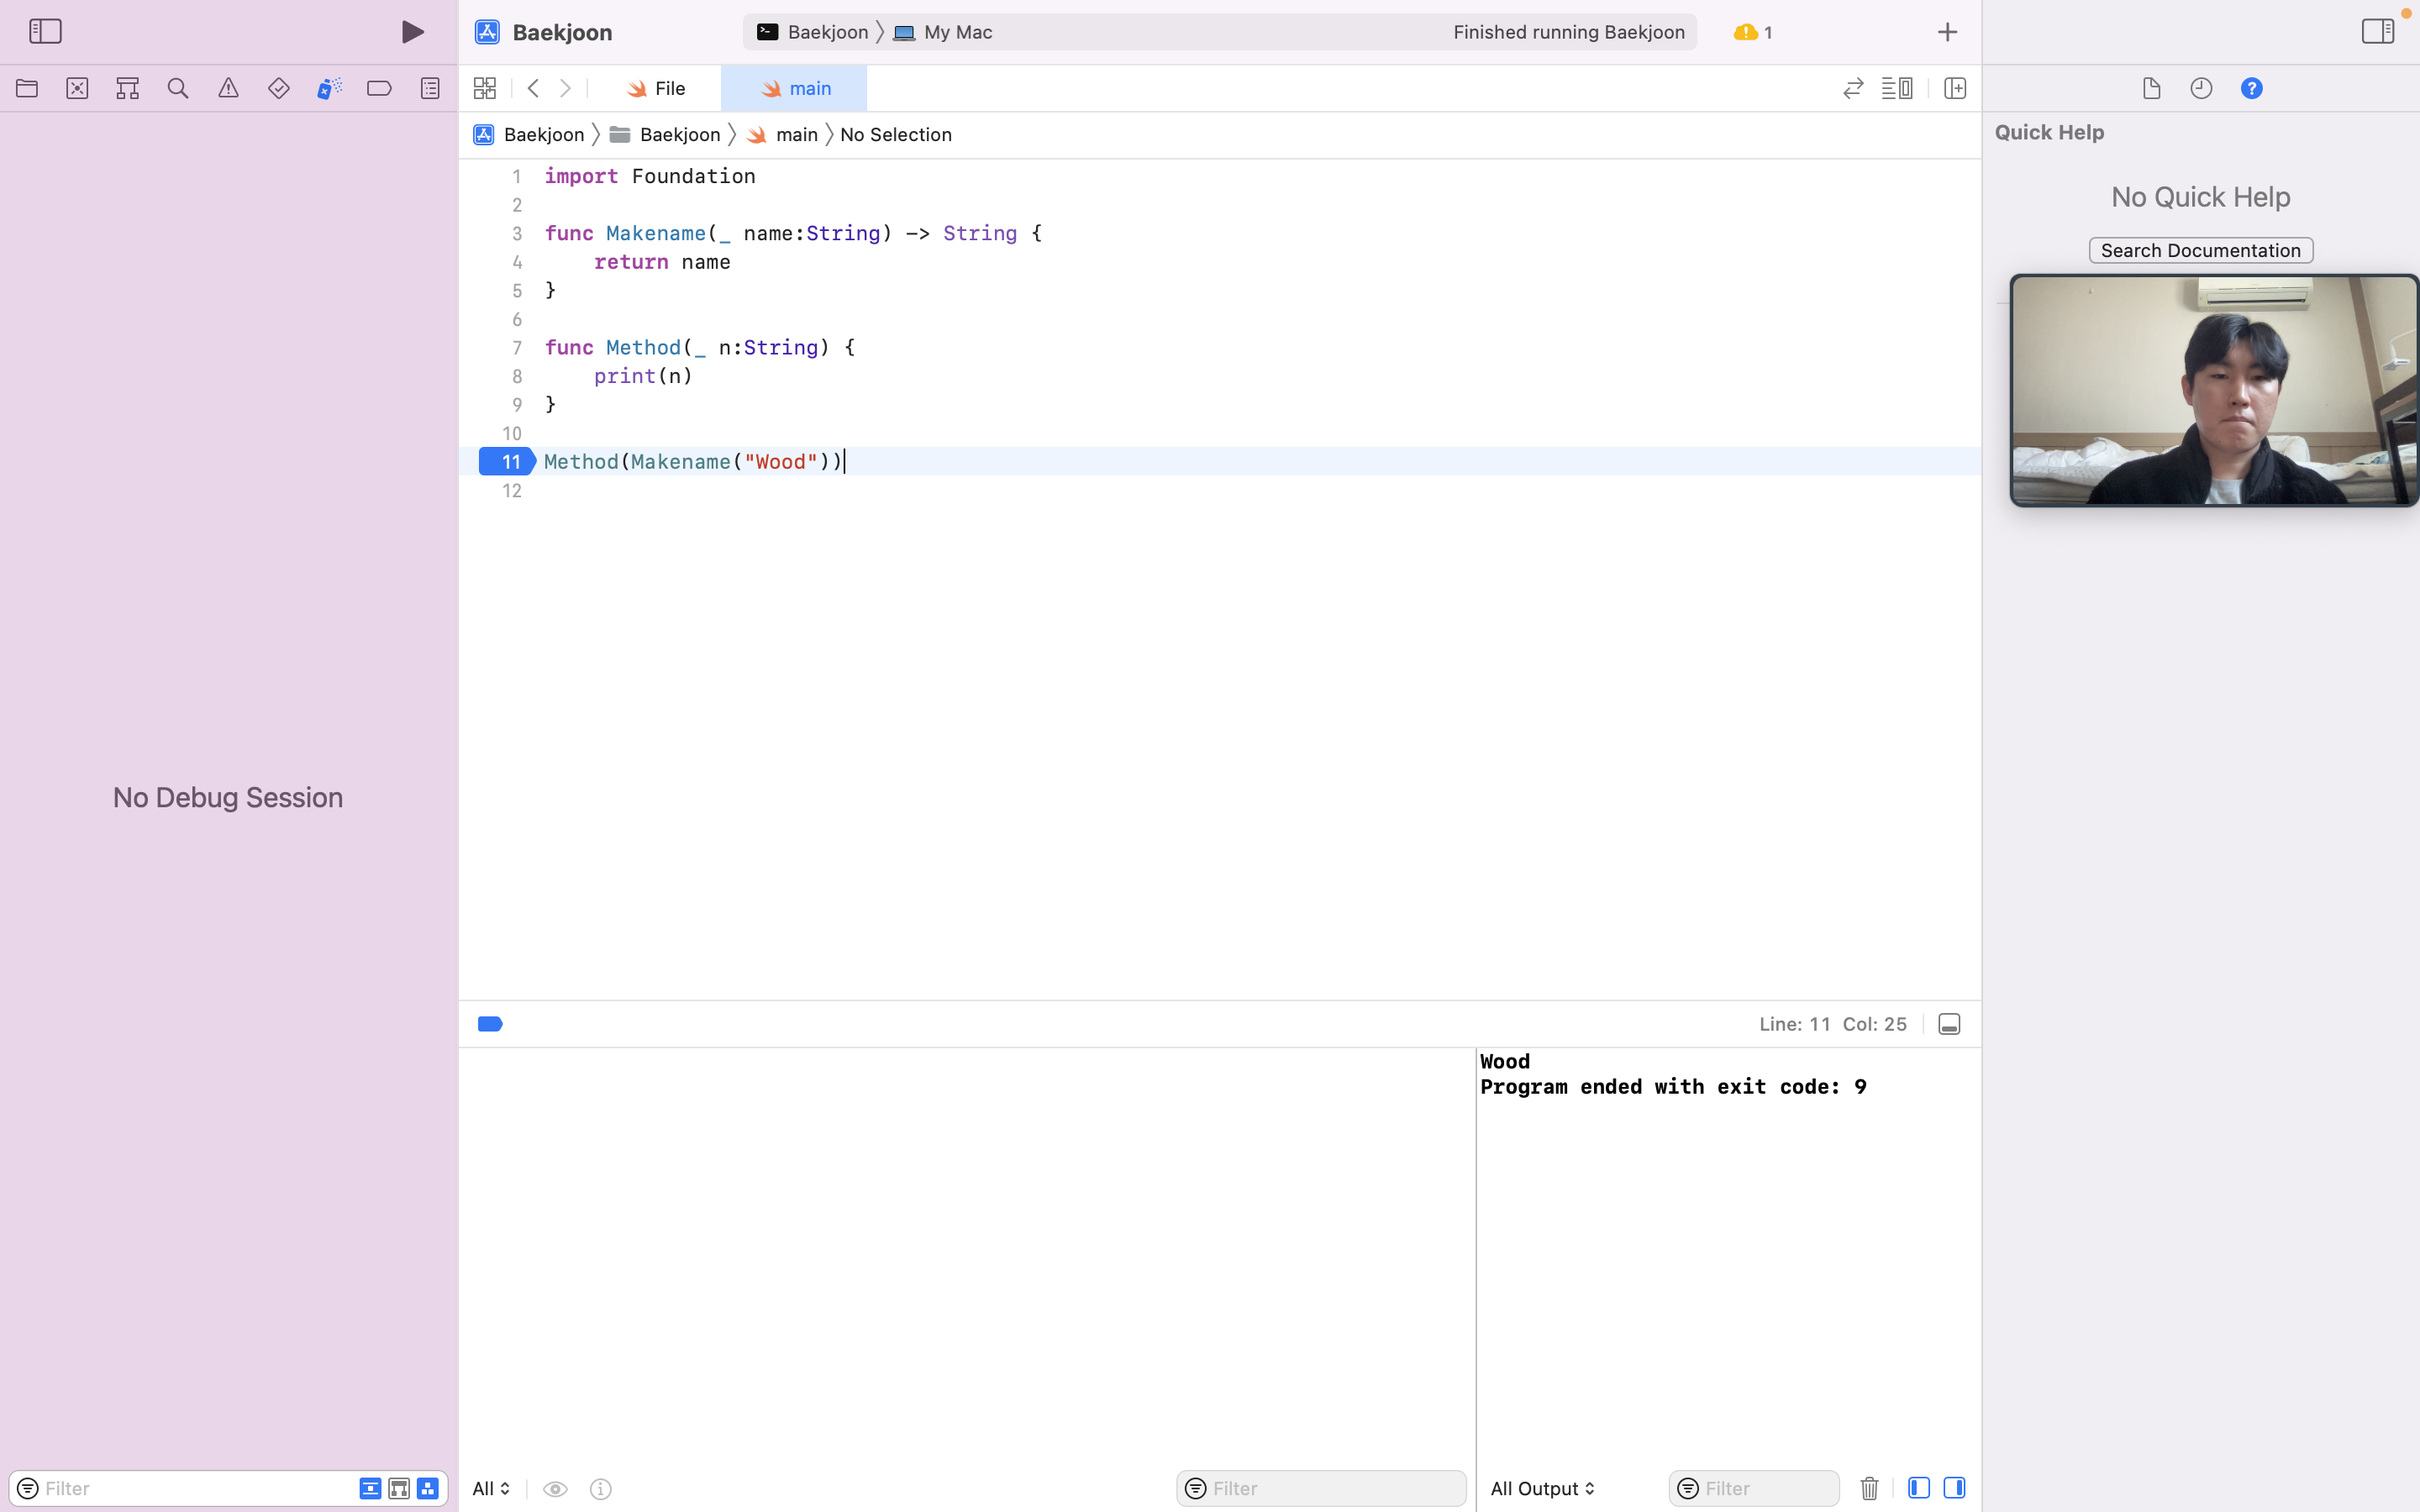 Baekjoon
Baekjoon 〉 My Mac
Finished running Baekjoon
1
File
main
Baekjoon 〉 Baekjoon 〉 main 〉 No Selection
Quick Help
No Quick Help
Search Documentation
1 import Foundation
2
3 func Makename(_ name:String) -> String {
4     return name
5 }
6
7 func Method(_ n:String) {
8     print(n)
9 }
10
11 Method(Makename("Wood"))
12
No Debug Session
Line: 11 Col: 25
Wood
Program ended with exit code: 9
Filter
All
Filter
All Output
Filter